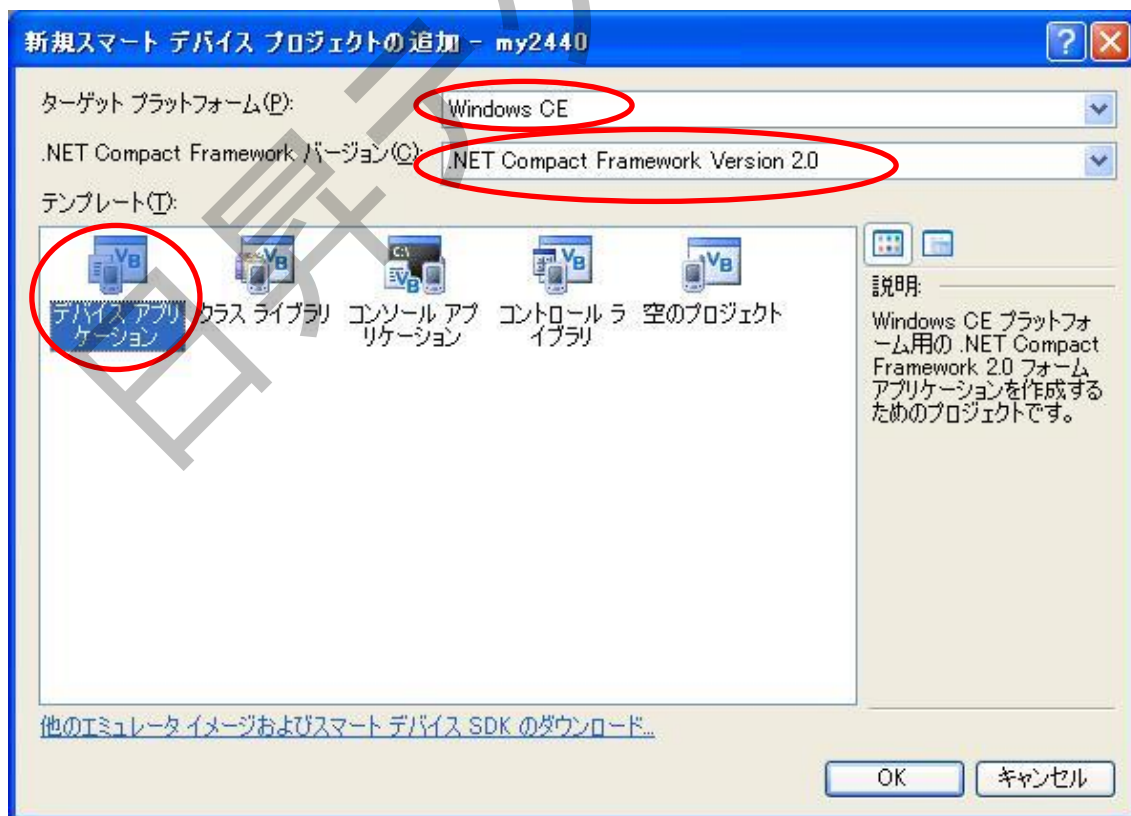 新規スマート デバイス プロジェクトの追加 - my2440
ターゲット プラットフォーム(P):
Windows CE
.NET Compact Framework バージョン(C):
.NET Compact Framework Version 2.0
テンプレート(T):
デバイス アプリ
ケーション
クラス ライブラリ
コンソール アプ
リケーション
コントロール ラ
イブラリ
空のプロジェクト
説明:
Windows CE プラットフォ
ーム用の .NET Compact
Framework 2.0 フォーム
アプリケーションを作成する
ためのプロジェクトです。
他のエミュレータ イメージおよびスマート デバイス SDK のダウンロード...
OK
キャンセル
日昇